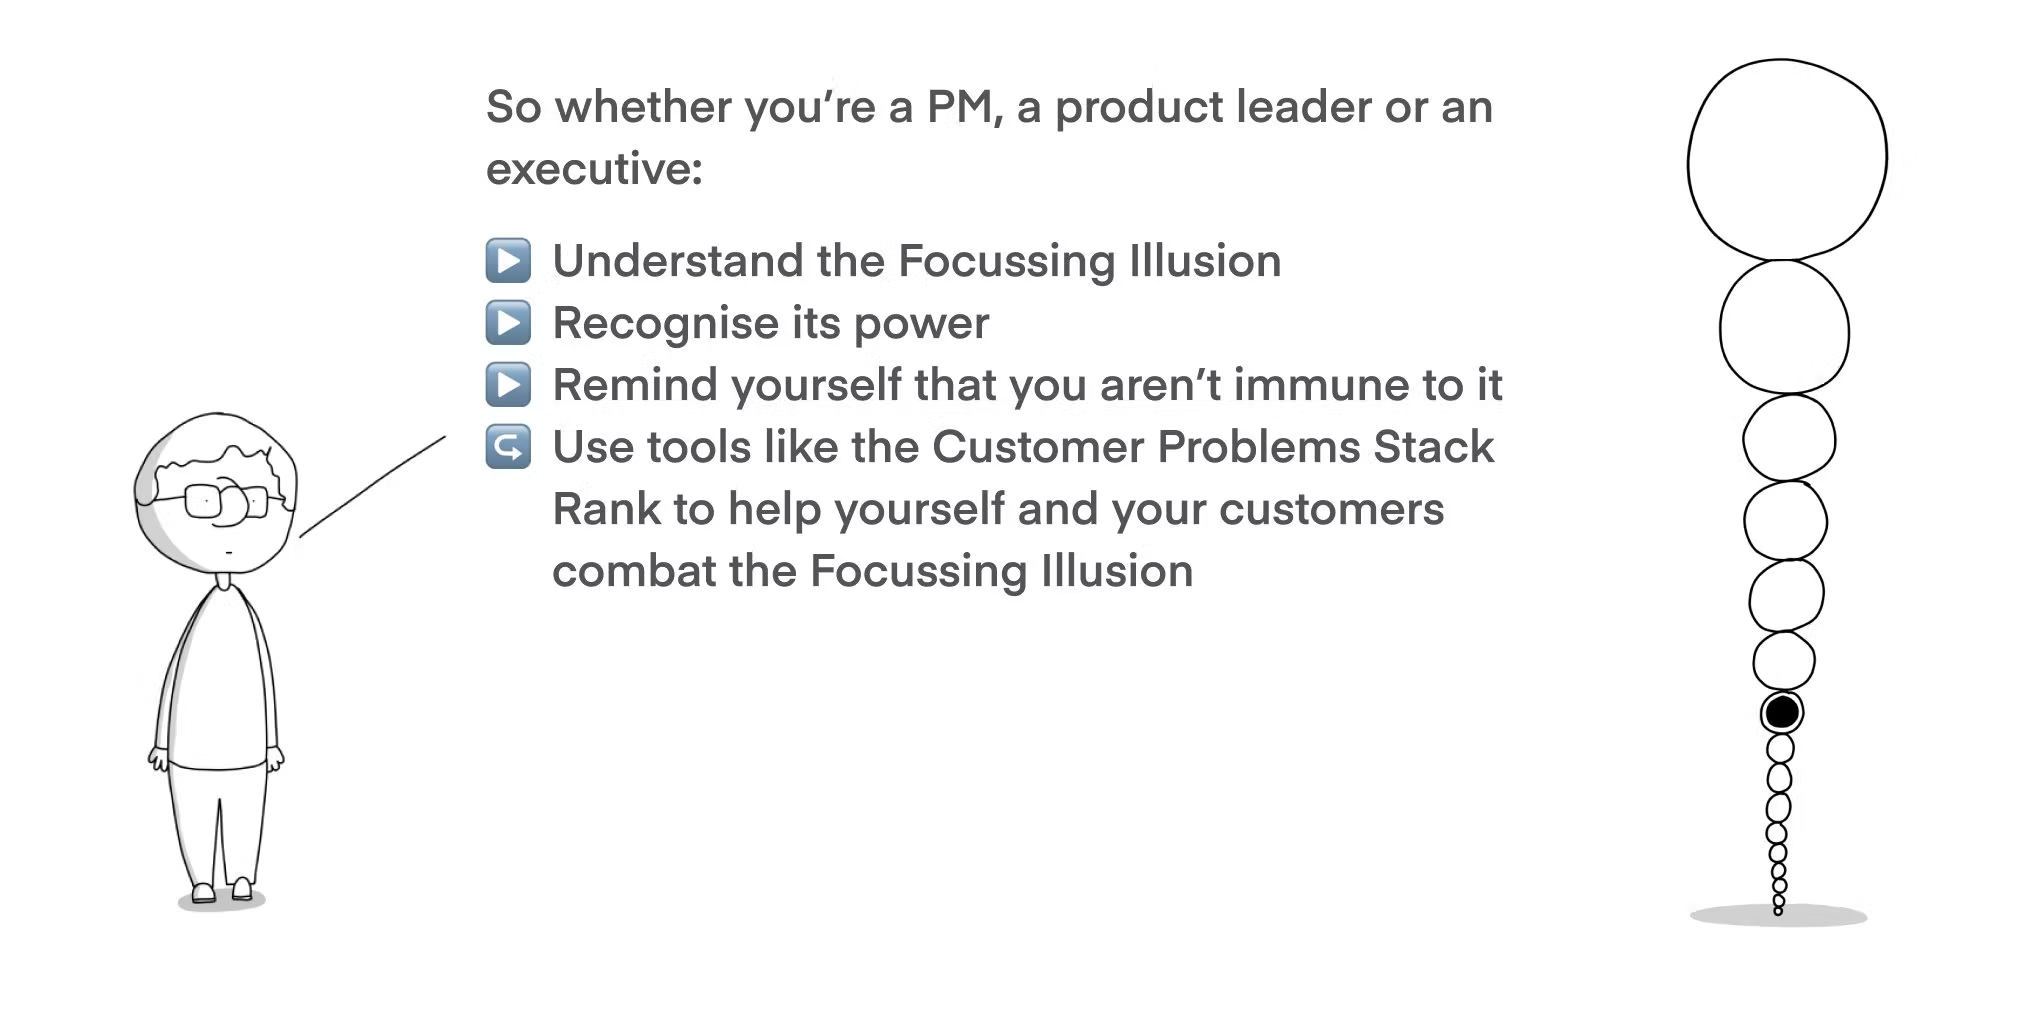 So whether you’re a PM, a product leader or an
executive:
▶️ Understand the Focussing Illusion
▶️ Recognise its power
▶️ Remind yourself that you aren’t immune to it
↪️ Use tools like the Customer Problems Stack
Rank to help yourself and your customers
combat the Focussing Illusion